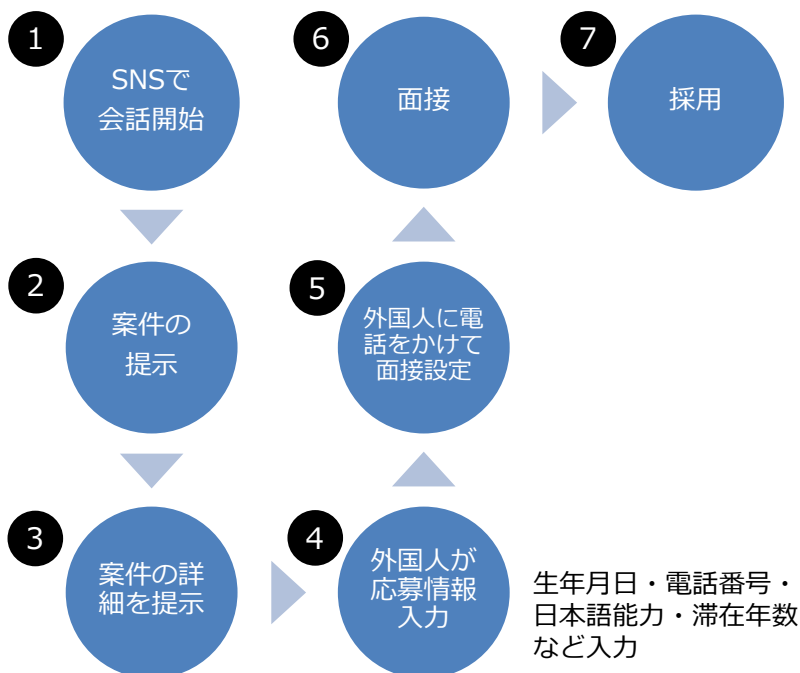 1
SNSで
会話開始
2
案件の
提示
3
案件の詳
細を提示
4
外国人が
応募情報
入力
生年月日・電話番号・
日本語能力・滞在年数
など入力
5
外国人に電
話をかけて
面接設定
6
面接
7
採用